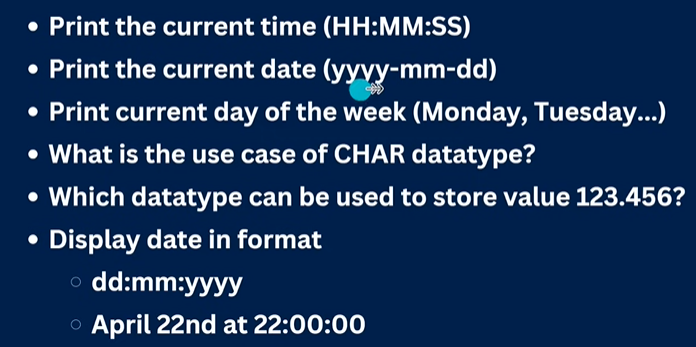 • Print the current time (HH:MM:SS)
• Print the current date (yyyy-mm-dd)
• Print current day of the week (Monday, Tuesday...)
• What is the use case of CHAR datatype?
• Which datatype can be used to store value 123.456?
• Display date in format
○ dd:mm:yyyy
○ April 22nd at 22:00:00